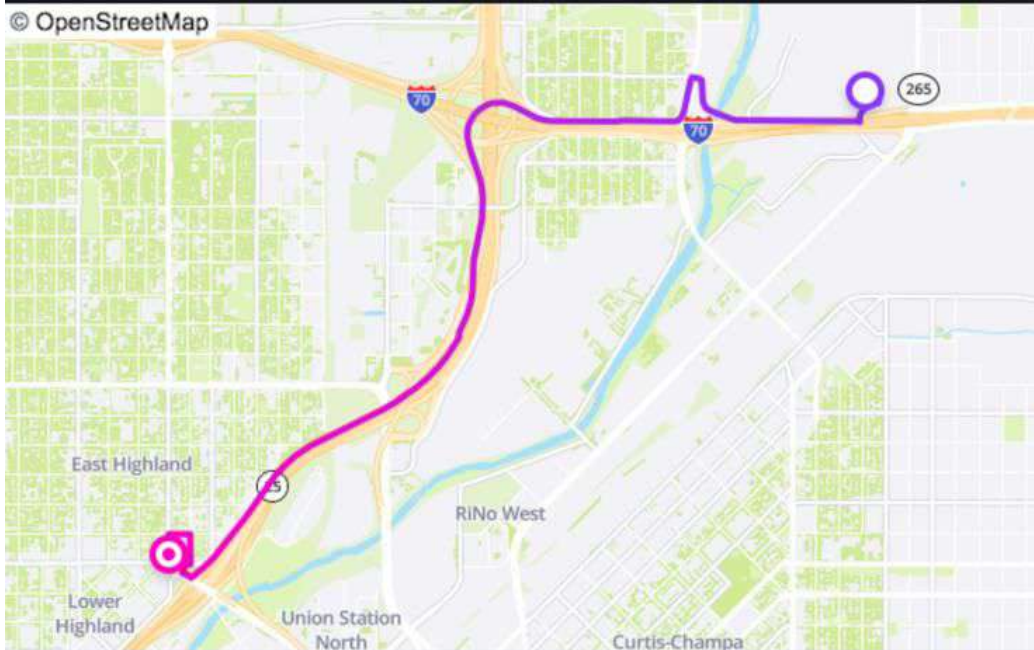 © OpenStreetMap
70
265
70
East Highland
25
RiNo West
Lower
Highland
Union Station
North
Curtis-Champa